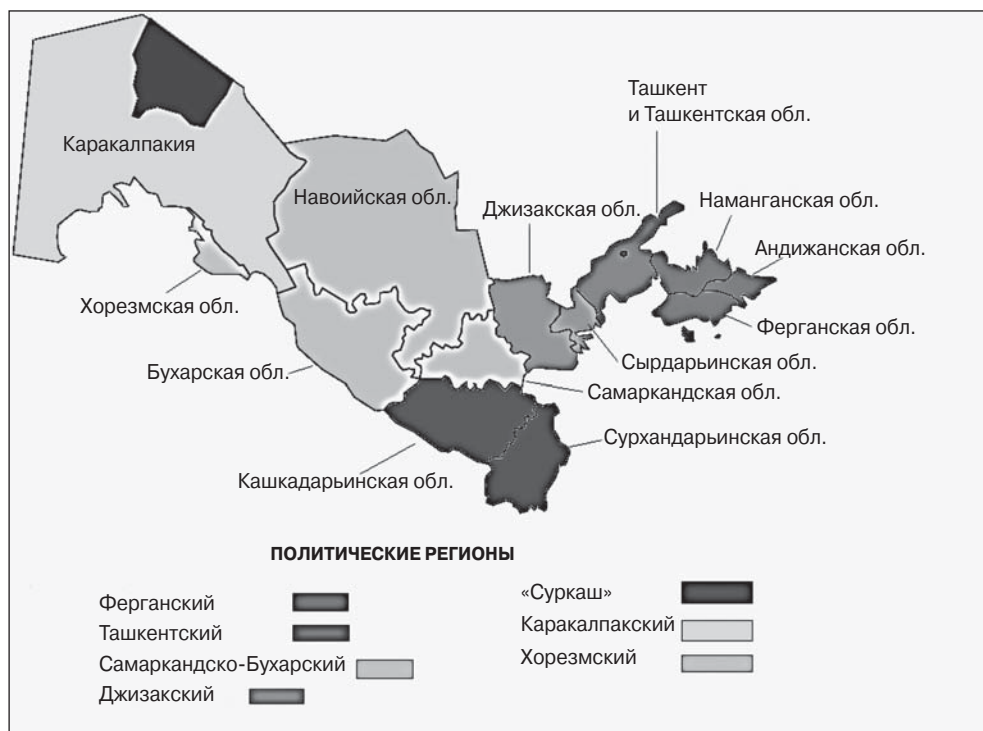 Ташкент
и Ташкентская обл.
Каракалпакия
Навоийская обл.
Джизакская обл.
Наманганская обл.
Андижанская обл.
Хорезмская обл.
Ферганская обл.
Бухарская обл.
Сырдарьинская обл.
Самаркандская обл.
Сурхандарьинская обл.
Кашкадарьинская обл.
ПОЛИТИЧЕСКИЕ РЕГИОНЫ
Ферганский
Ташкентский
Самаркандско-Бухарский
Джизакский
«Суркаш»
Каракалпакский
Хорезмский